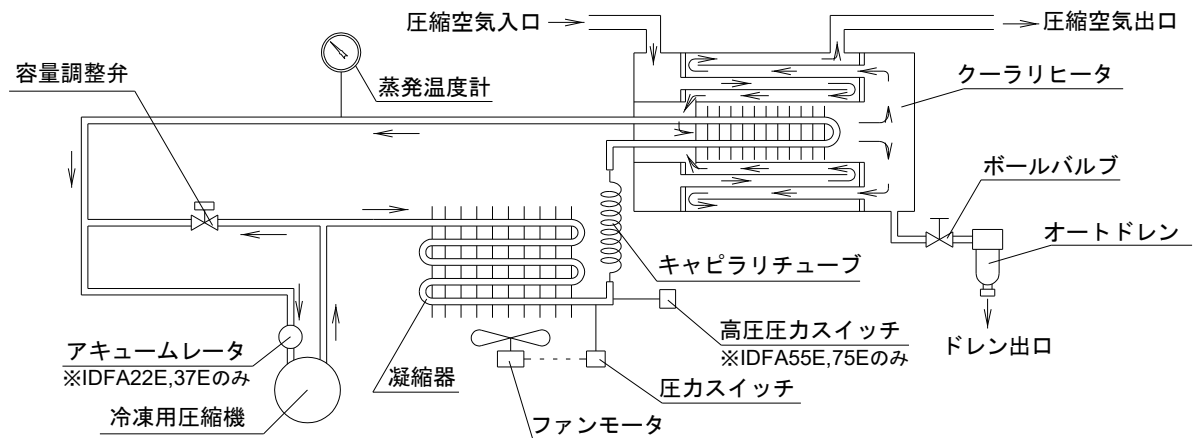 圧縮空気入口
圧縮空気出口
容量調整弁
蒸発温度計
クーラリヒータ
ボールバルブ
オートドレン
キャピラリチューブ
高圧圧力スイッチ
※IDFA55E,75Eのみ
ドレン出口
アキュームレータ
※IDFA22E,37Eのみ
凝縮器
圧力スイッチ
冷凍用圧縮機
ファンモータ